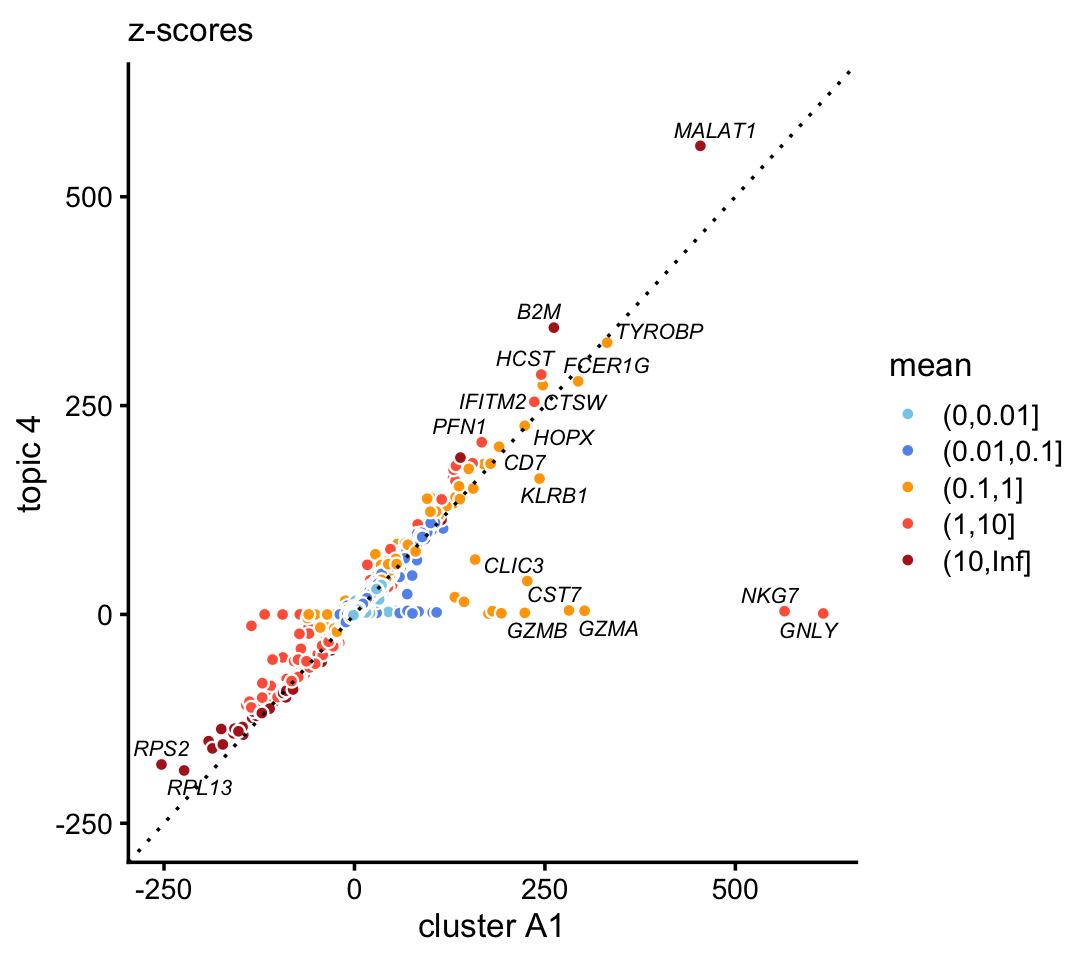 z-scores
MALAT1
500
B2M
TYROBP
HCST
FCER1G
mean
250
IFITM2
CTSW
(0,0.01]
PFN1
HOPX
(0.01,0.1]
topic 4
CD7
KLRB1
(0.1,1]
(1,10]
CLIC3
(10,Inf]
CST7
NKG7
0
GZMB
GZMA
GNLY
RPS2
RPL13
-250
-250
0
250
500
cluster A1